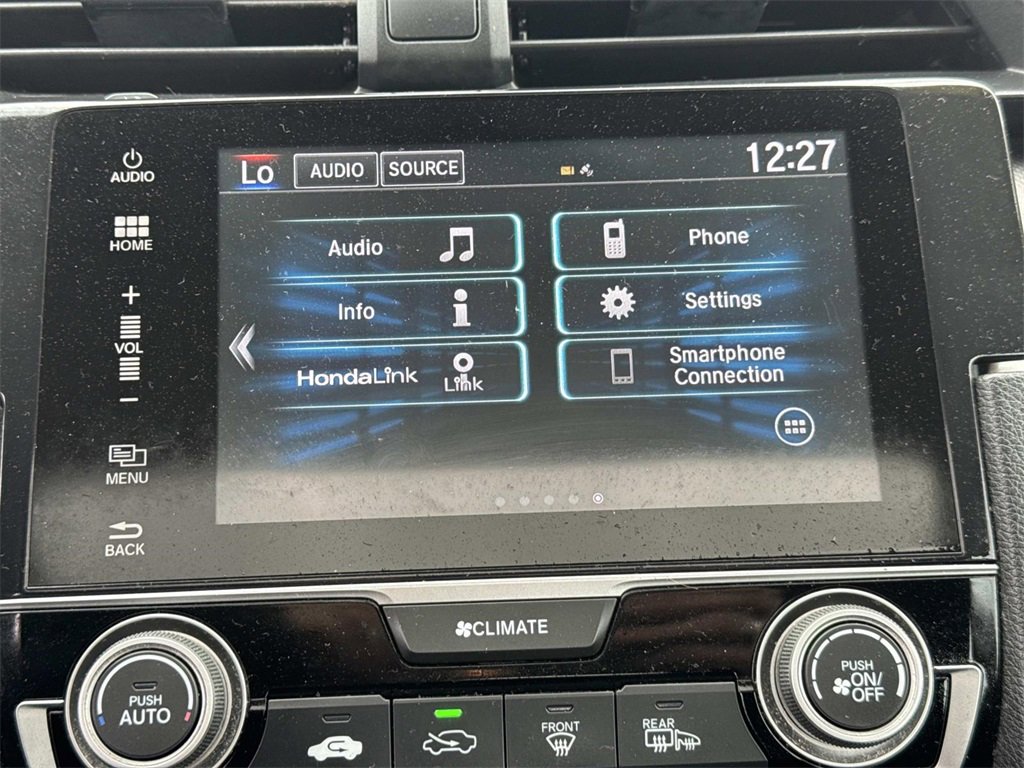 Lo AUDIO SOURCE 12:27
AUDIO
HOME
+
VOL
−
MENU
BACK
Audio
Phone
Info
Settings
HondaLink
Link
Smartphone
Connection
CLIMATE
PUSH
AUTO
FRONT
REAR
PUSH
ON/
OFF